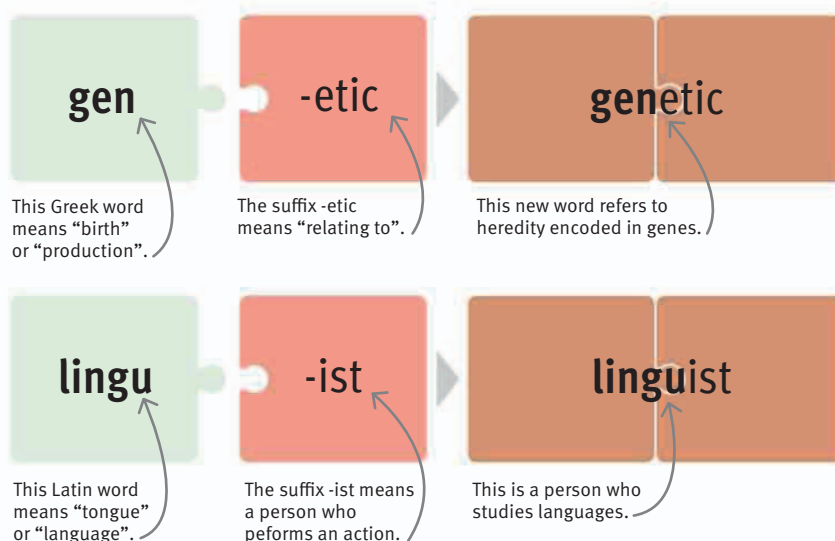 gen
-etic
genetic
This Greek word
means “birth”
or “production”.
The suffix -etic
means “relating to”.
This new word refers to
heredity encoded in genes.
lingu
-ist
linguist
This Latin word
means “tongue”
or “language”.
The suffix -ist means
a person who
peforms an action.
This is a person who
studies languages.